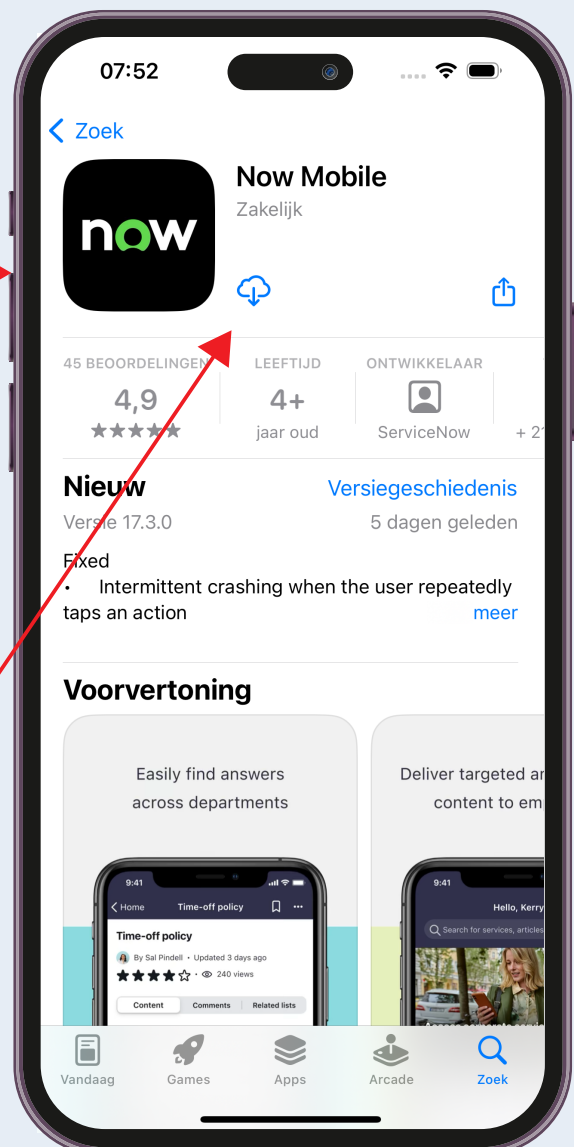 07:52
Zoek
now
Now Mobile
Zakelijk
45 BEOORDELINGEN
LEEFTIJD
ONTWIKKELAAR
4,9
4+
jaar oud
ServiceNow
+ 21
Nieuw
Versiegeschiedenis
Versie 17.3.0
5 dagen geleden
Fixed
• Intermittent crashing when the user repeatedly
taps an action
meer
Voorvertoning
Easily find answers
across departments
Deliver targeted
content to em
9:41
Home
Time-off policy
Time-off policy
By Sal Pindell • Updated 3 days ago
240 views
Content
Comments
Related lists
9:41
Hello, Kerry
Search for services, articles
Vandaag
Games
Apps
Arcade
Zoek